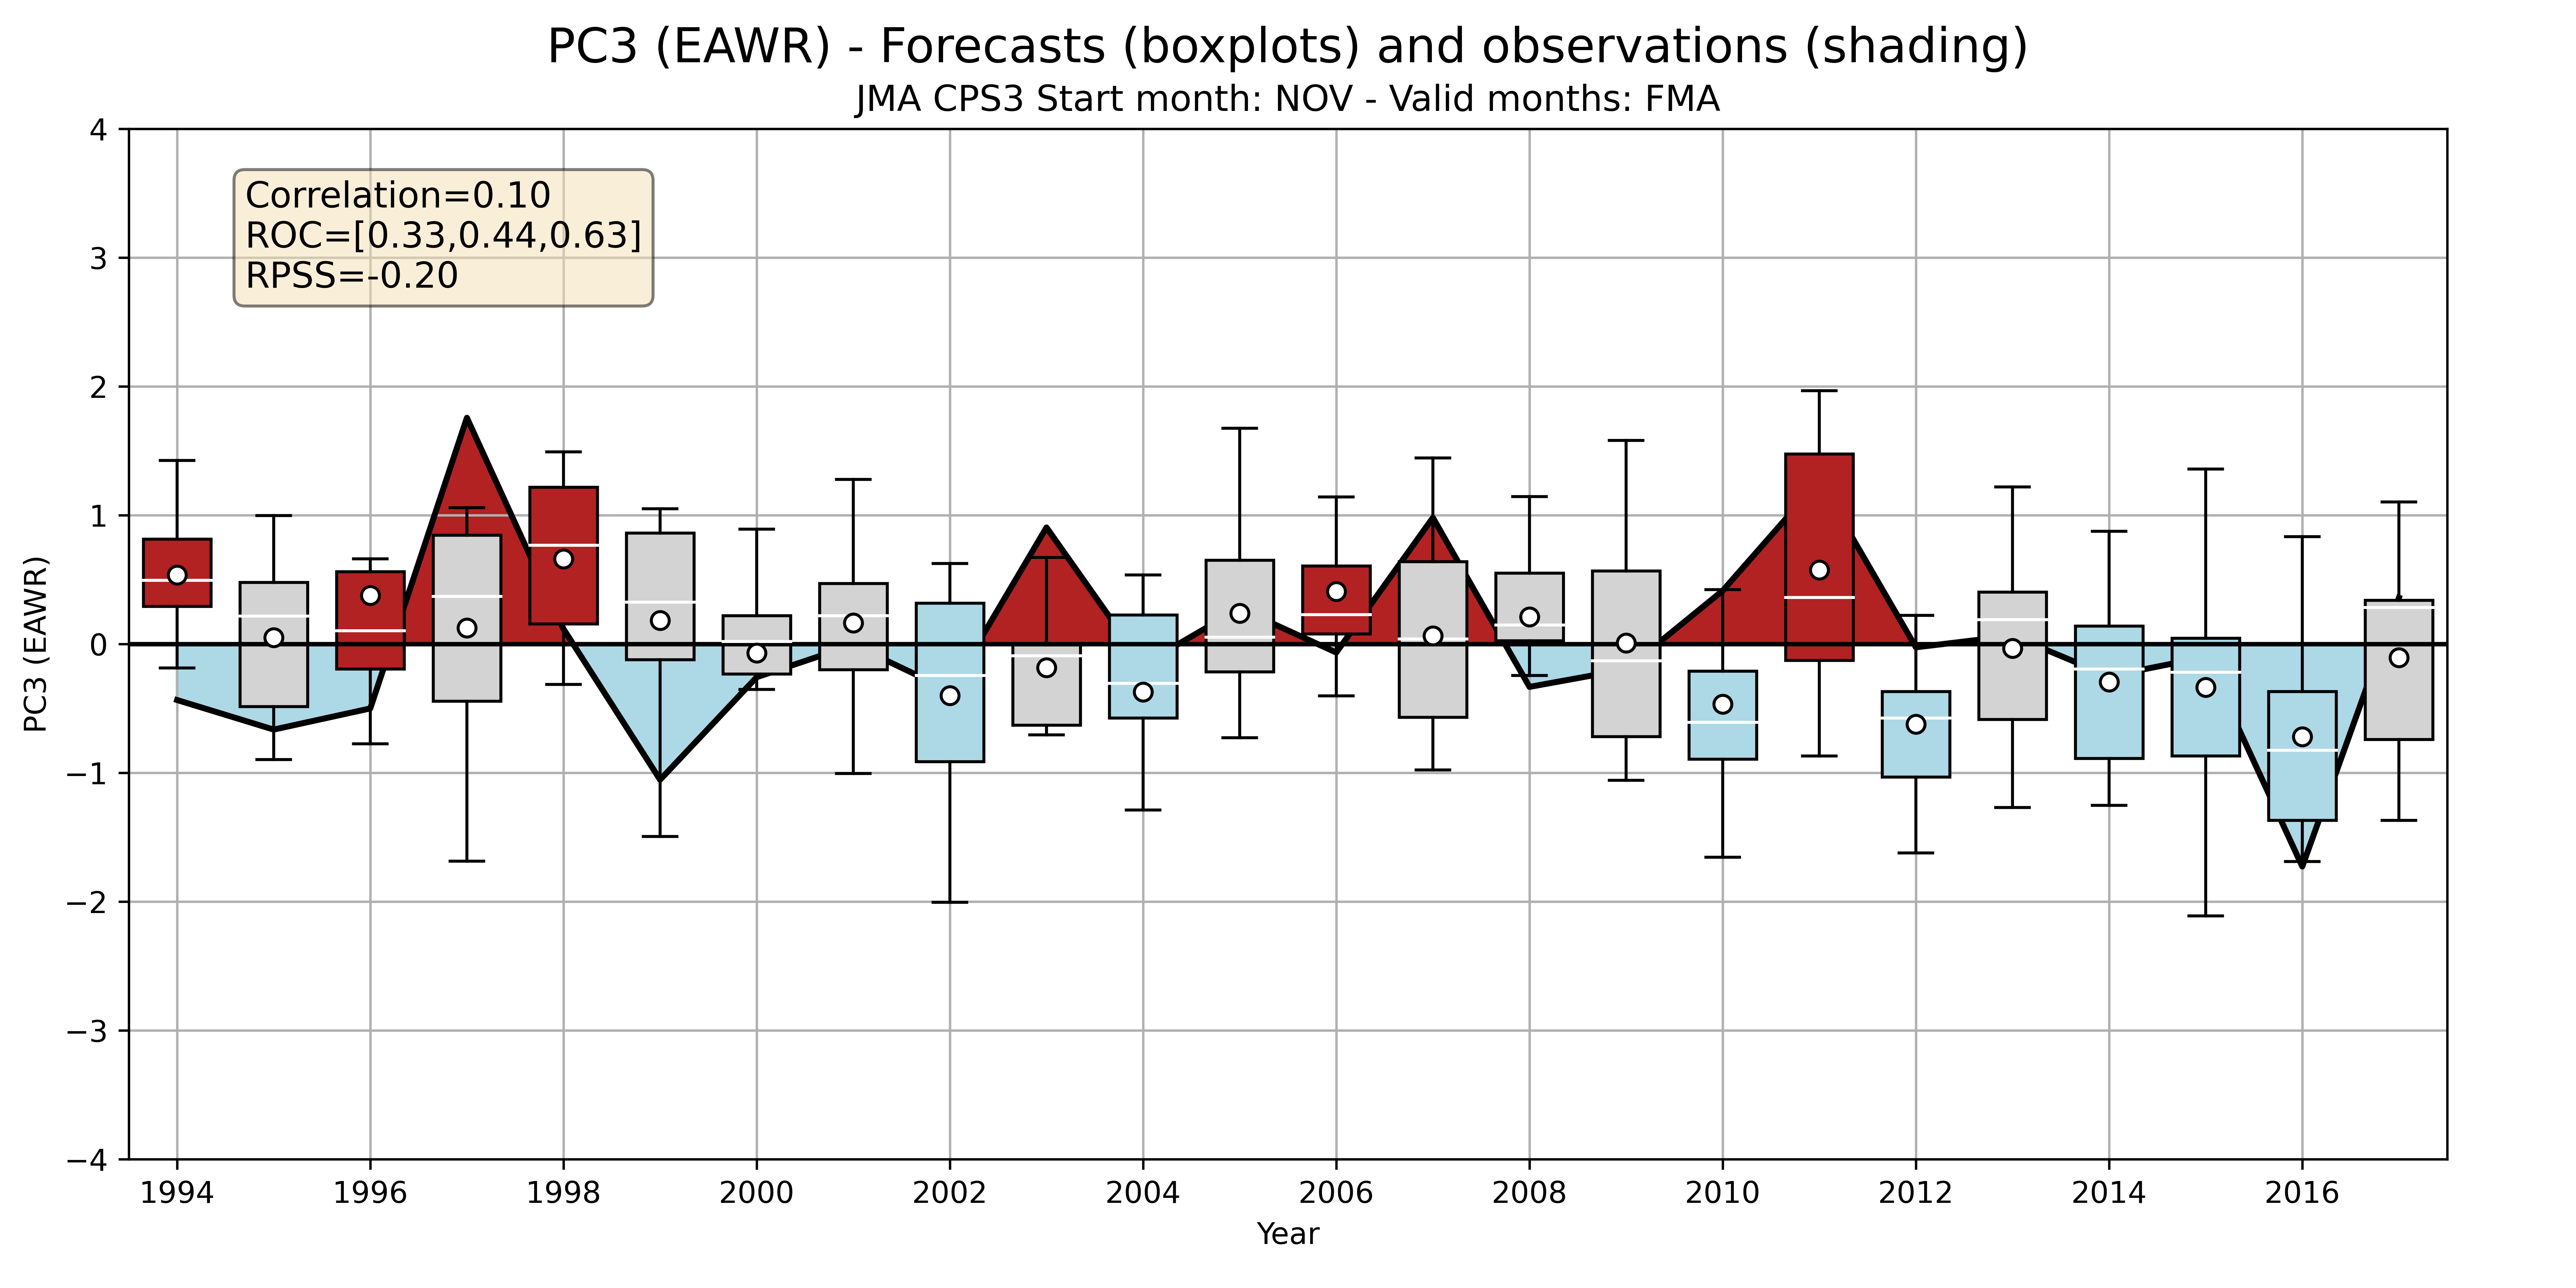 PC3 (EAWR) - Forecasts (boxplots) and observations (shading)
JMA CPS3 Start month: NOV - Valid months: FMA
Correlation=0.10
ROC=[0.33,0.44,0.63]
RPSS=-0.20
PC3 (EAWR)
4
3
2
1
0
−1
−2
−3
−4
1994 1996 1998 2000 2002 2004 2006 2008 2010 2012 2014 2016
Year